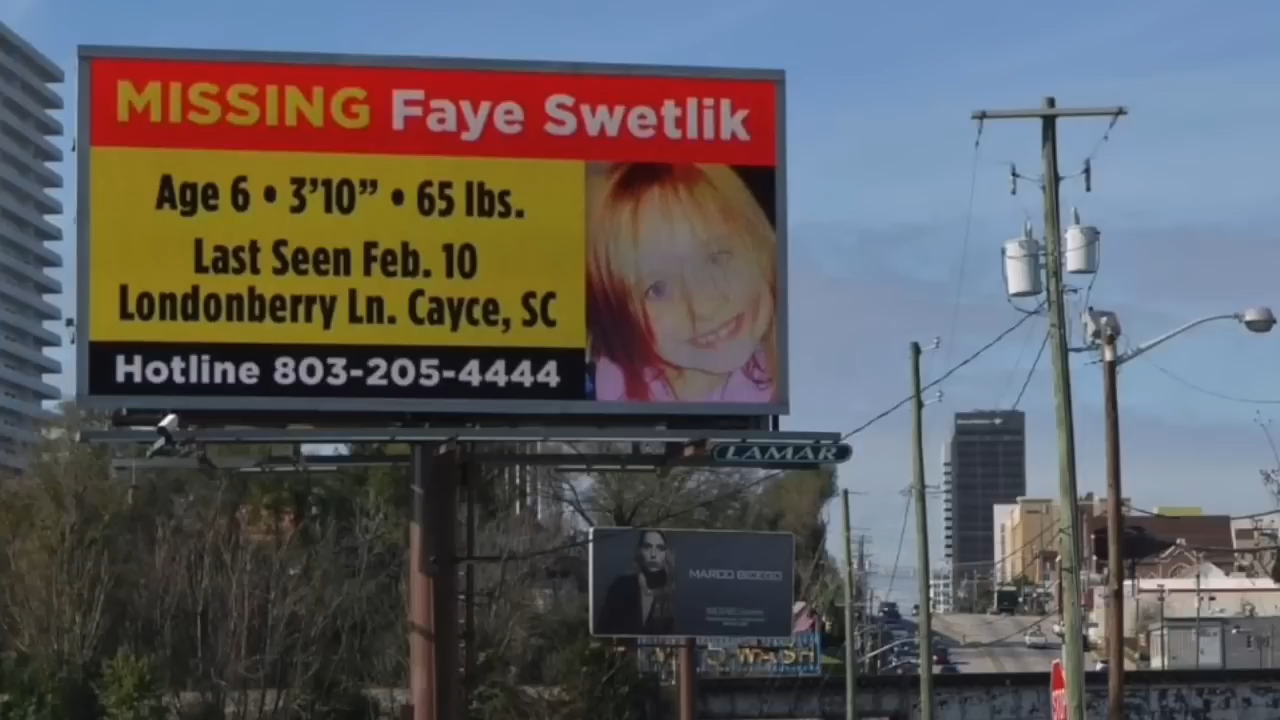 MISSING Faye Swetlik
Age 6 • 3’10” • 65 lbs.
Last Seen Feb. 10
Londonberry Ln. Cayce, SC
Hotline 803-205-4444
LAMAR
MARCO BICEGO
WASH